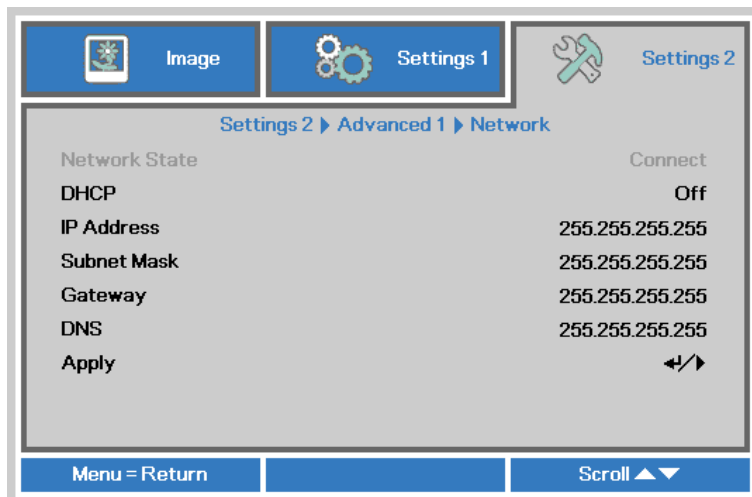 Image Settings 1 Settings 2
Settings 2 ▶ Advanced 1 ▶ Network
Network State Connect
DHCP Off
IP Address 255.255.255.255
Subnet Mask 255.255.255.255
Gateway 255.255.255.255
DNS 255.255.255.255
Apply ↵/▶
Menu = Return Scroll ▲▼